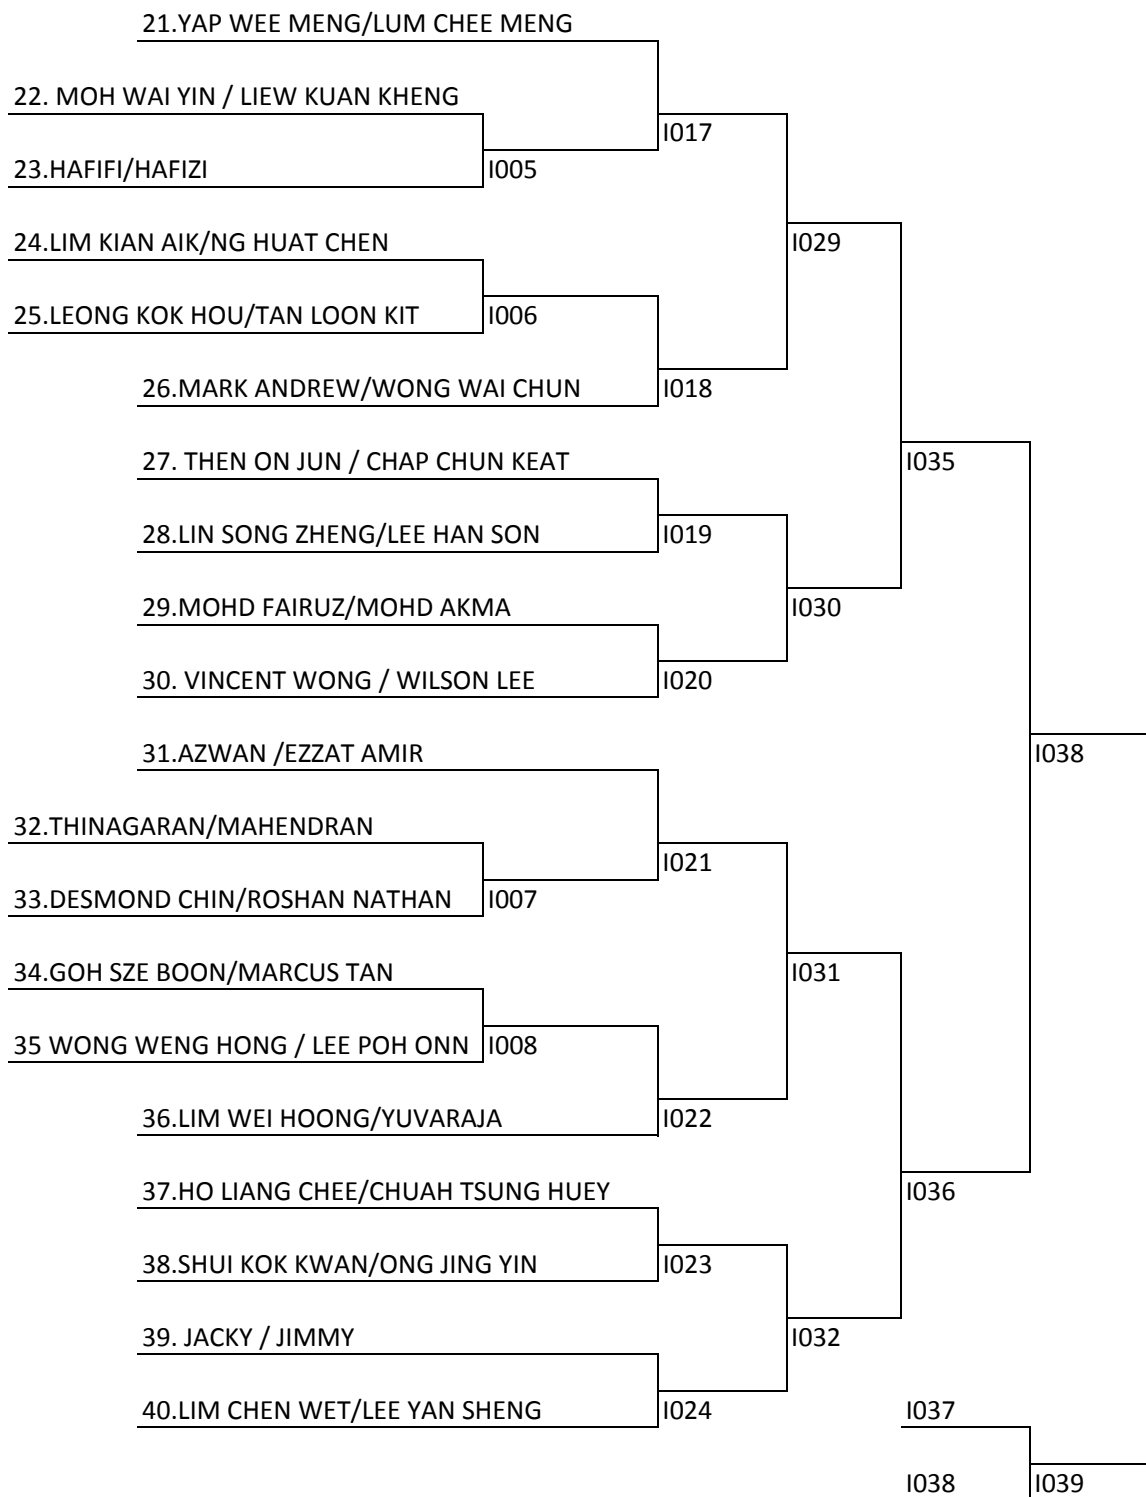 21.YAP WEE MENG/LUM CHEE MENG
22. MOH WAI YIN / LIEW KUAN KHENG
I017
23.HAFIFI/HAFIZI
I005
24.LIM KIAN AIK/NG HUAT CHEN
I029
25.LEONG KOK HOU/TAN LOON KIT
I006
26.MARK ANDREW/WONG WAI CHUN
I018
27. THEN ON JUN / CHAP CHUN KEAT
I035
28.LIN SONG ZHENG/LEE HAN SON
I019
29.MOHD FAIRUZ/MOHD AKMA
I030
30. VINCENT WONG / WILSON LEE
I020
31.AZWAN /EZZAT AMIR
I038
32.THINAGARAN/MAHENDRAN
I021
33.DESMOND CHIN/ROSHAN NATHAN
I007
34.GOH SZE BOON/MARCUS TAN
I031
35 WONG WENG HONG / LEE POH ONN
I008
36.LIM WEI HOONG/YUVARAJA
I022
37.HO LIANG CHEE/CHUAH TSUNG HUEY
I036
38.SHUI KOK KWAN/ONG JING YIN
I023
39. JACKY / JIMMY
I032
40.LIM CHEN WET/LEE YAN SHENG
I024
I037
I038
I039